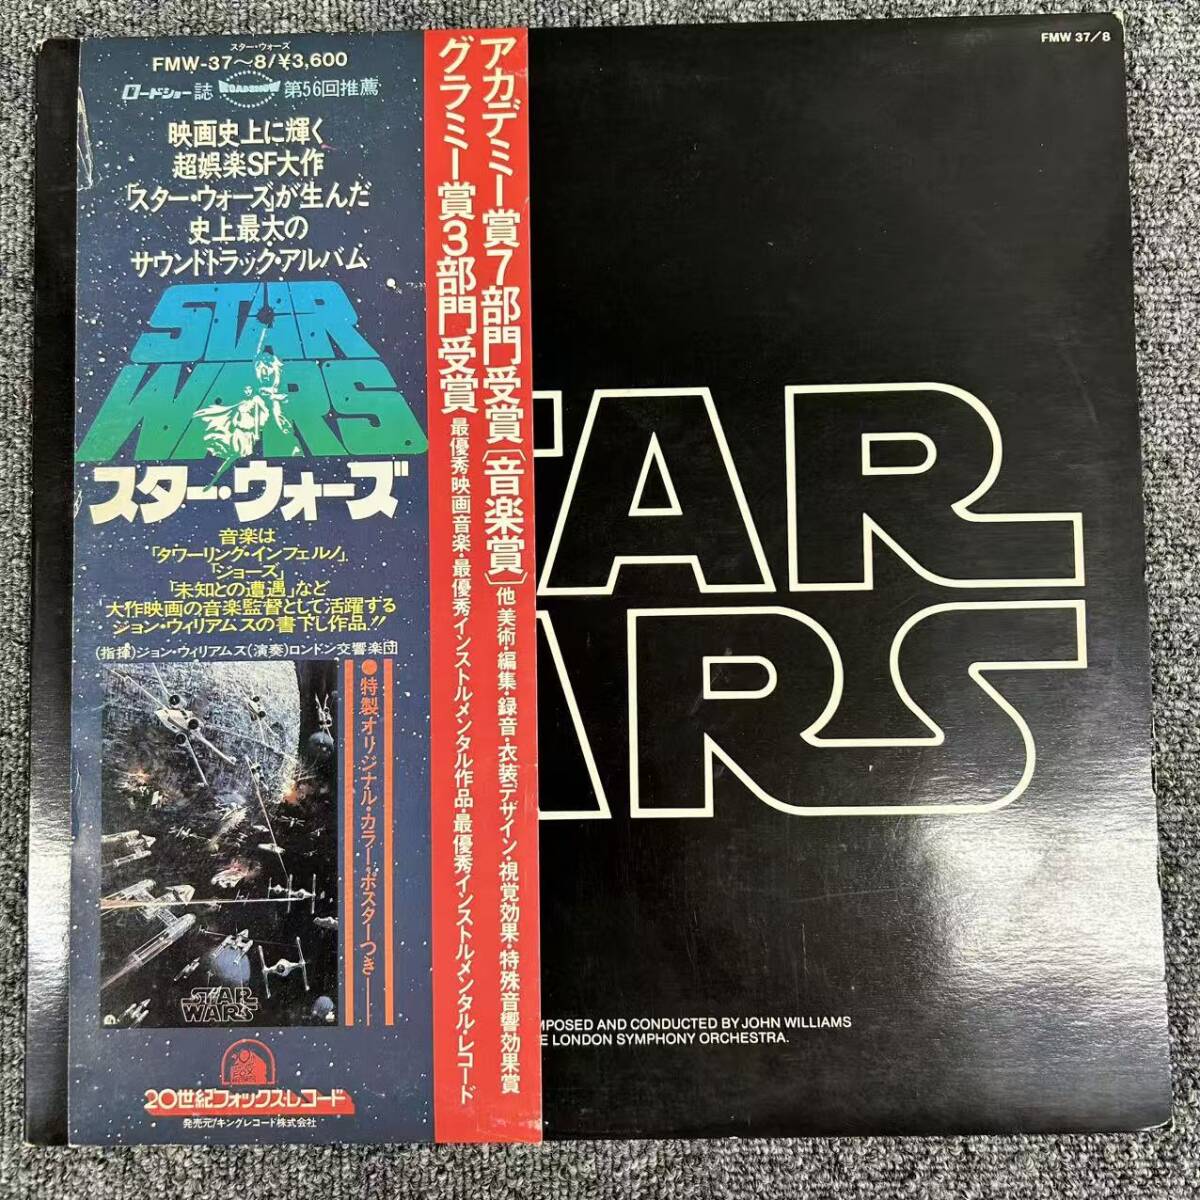 スター・ウォーズ
FMW-37~8/¥3,600
ロードショー誌 ROADSHOW 第56回推薦
映画史上に輝く
超娯楽SF大作
「スター・ウォーズ」が生んだ
史上最大の
サウンドトラック・アルバム
STAR
WARS
スター・ウォーズ
音楽は
「タワーリング・インフェルノ」
「ジョーズ」
「未知との遭遇」など
大作映画の音楽監督として活躍する
ジョン・ウィリアムスの書下し作品!!
(指揮)ジョン・ウィリアムス(演奏)ロンドン交響楽団
●特製オリジナル・カラー・ポスターつき
STAR
WARS
20世紀フォックス・レコード
発売元/キングレコード株式会社
アカデミー賞7部門受賞〔音楽賞〕他 美術・編集・録音・衣装デザイン・視覚効果・特殊音響効果賞
グラミー賞3部門受賞 最優秀映画音楽・最優秀インストルメンタル作品・最優秀インストルメンタル・レコード
FMW 37/8
TAR
ARS
MPOSED AND CONDUCTED BY JOHN WILLIAMS
E LONDON SYMPHONY ORCHESTRA.